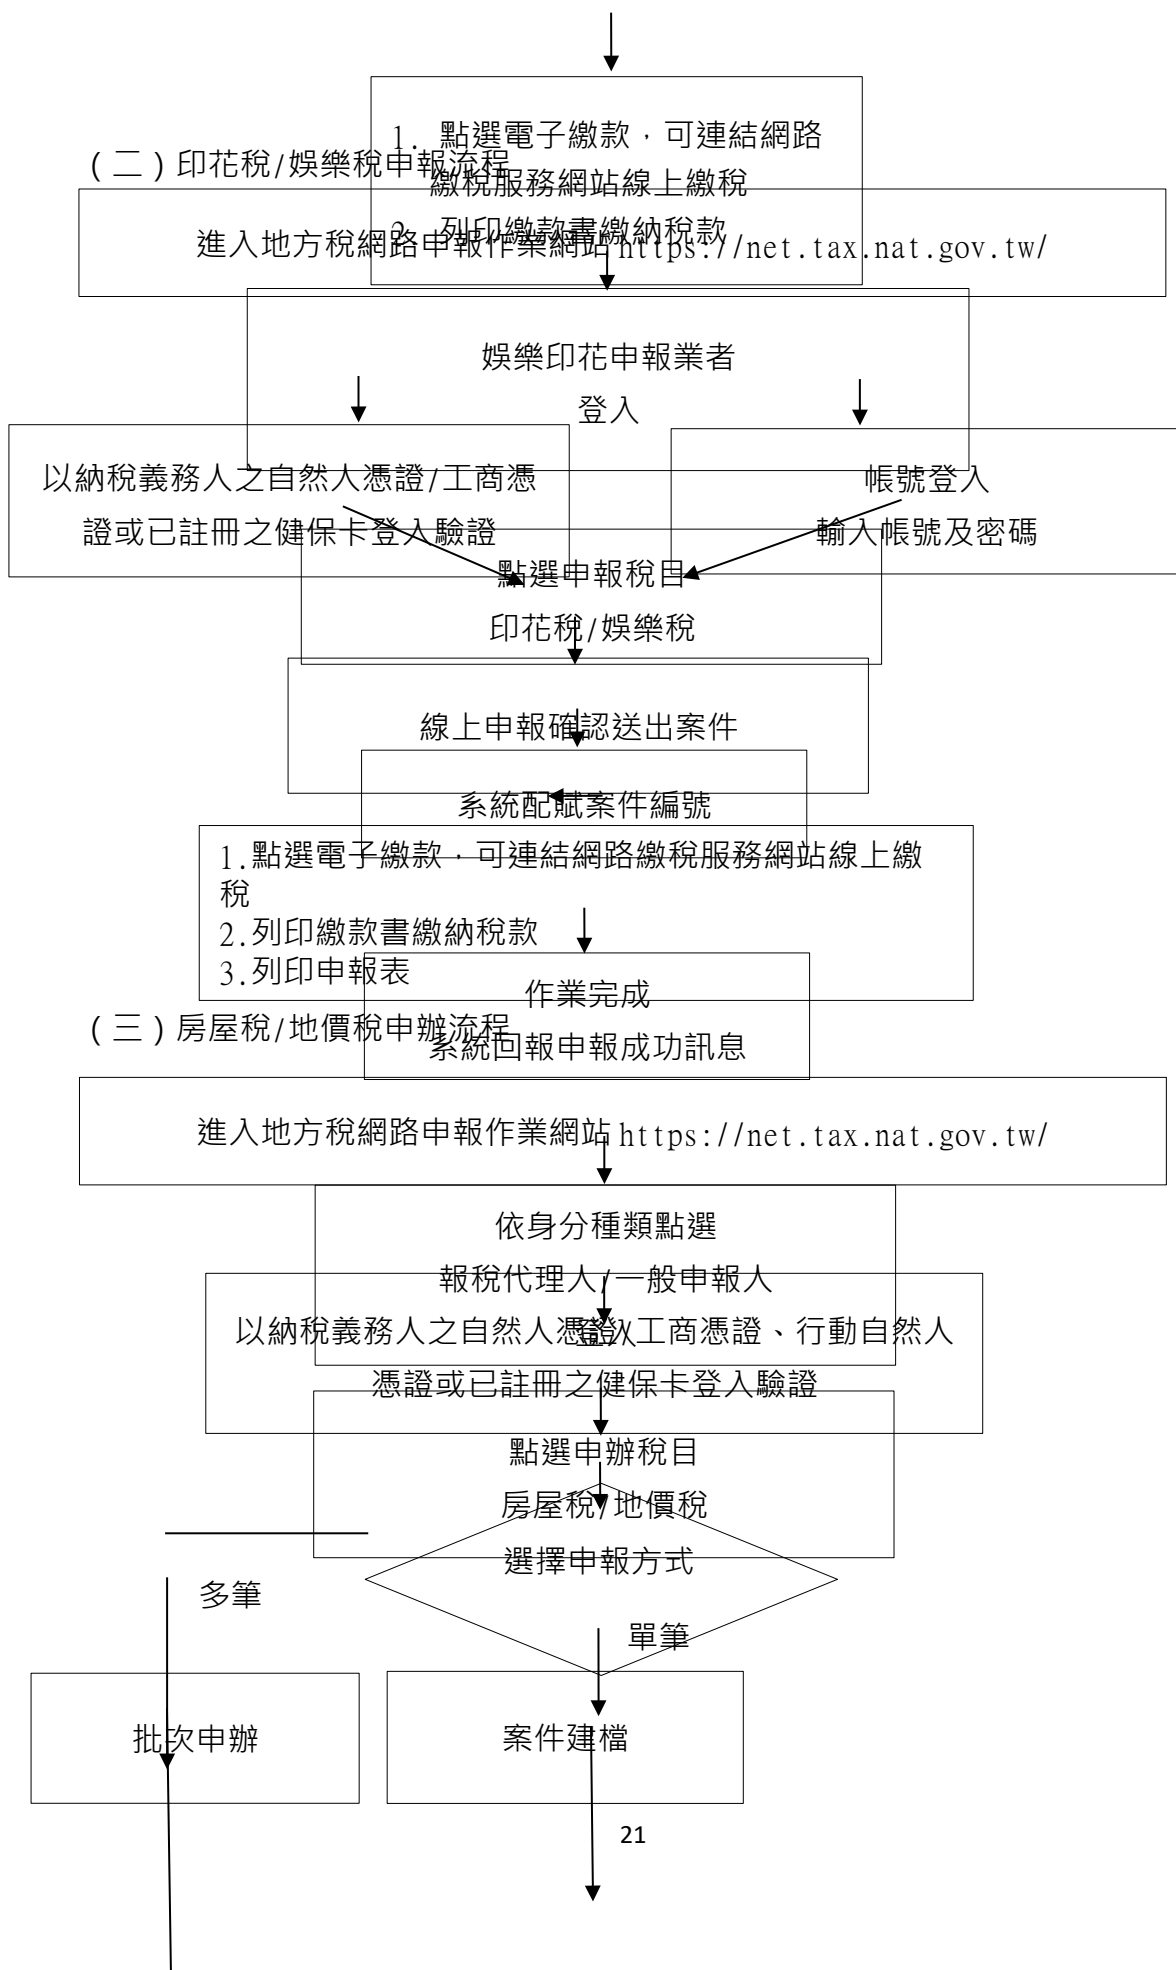 1. 點選電子繳款，可連結網路
繳稅服務網站線上繳稅
2. 列印繳款書繳納稅款
（二）印花稅/娛樂稅申報流程
進入地方稅網路申報作業網站https://net.tax.nat.gov.tw/
娛樂印花申報業者
登入
以納稅義務人之自然人憑證/工商憑
證或已註冊之健保卡登入驗證
帳號登入
輸入帳號及密碼
點選申報稅目
印花稅/娛樂稅
線上申報確認送出案件
系統配賦案件編號
1.點選電子繳款，可連結網路繳稅服務網站線上繳
稅
2.列印繳款書繳納稅款
3.列印申報表
作業完成
系統回報申報成功訊息
（三）房屋稅/地價稅申辦流程
進入地方稅網路申報作業網站https://net.tax.nat.gov.tw/
依身分種類點選
報稅代理人/一般申報人
登入
以納稅義務人之自然人憑證/工商憑證、行動自然人
憑證或已註冊之健保卡登入驗證
點選申辦稅目
房屋稅/地價稅
選擇申報方式
多筆
單筆
批次申辦
案件建檔
21